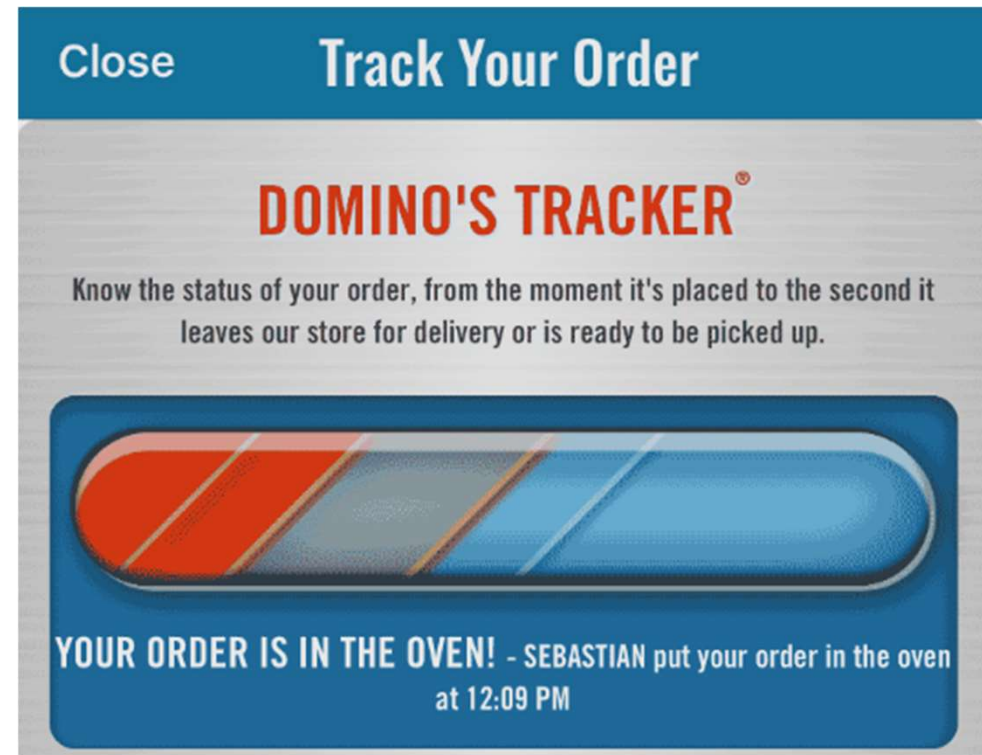 Close Track Your Order
DOMINO'S TRACKER®
Know the status of your order, from the moment it's placed to the second it
leaves our store for delivery or is ready to be picked up.
YOUR ORDER IS IN THE OVEN! - SEBASTIAN put your order in the oven
at 12:09 PM